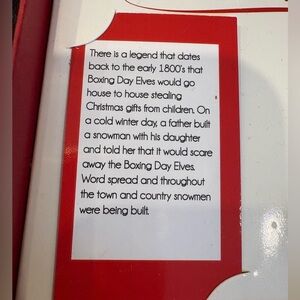 There is a legend that dates
back to the early 1800's that
Boxing Day Elves would go
house to house stealing
Christmas gifts from children. On
a cold winter day, a father built
a snowman with his daughter
and told her that it would scare
away the Boxing Day Elves.
Word spread and throughout
the town and country snowmen
were being built.